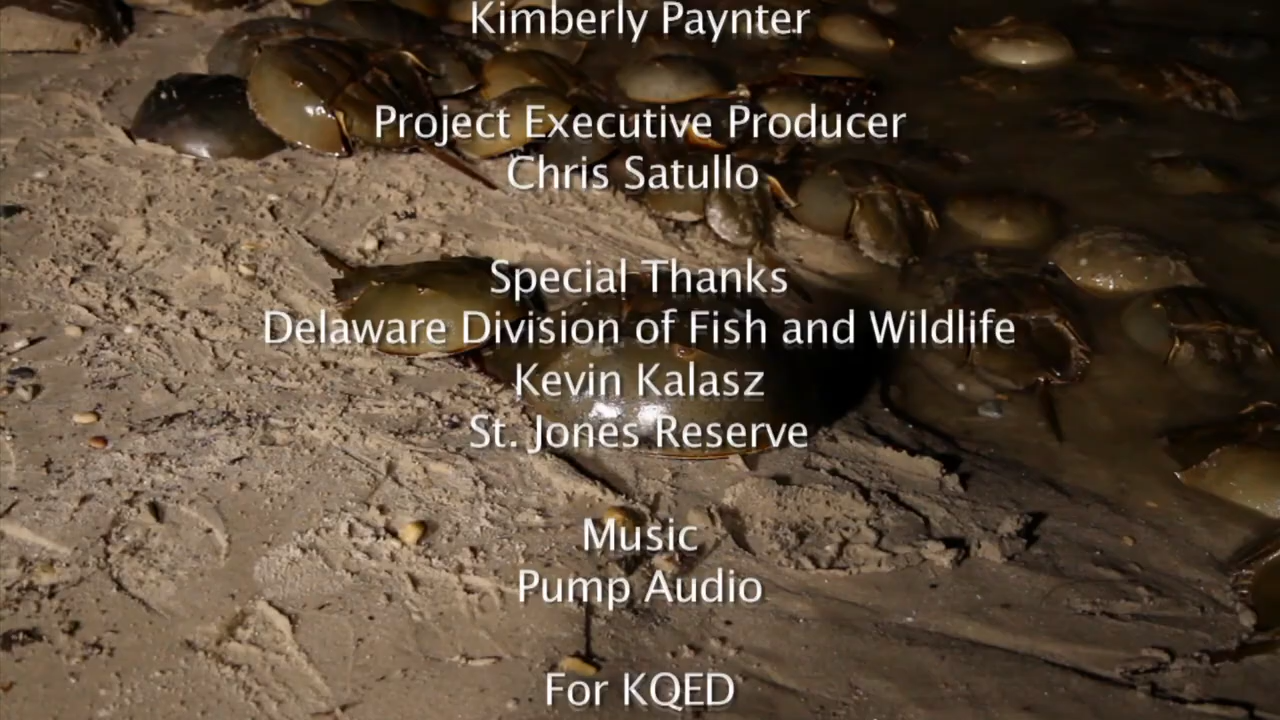 Kimberly Paynter
Project Executive Producer
Chris Satullo
Special Thanks
Delaware Division of Fish and Wildlife
Kevin Kalasz
St. Jones Reserve
Music
Pump Audio
For KQED